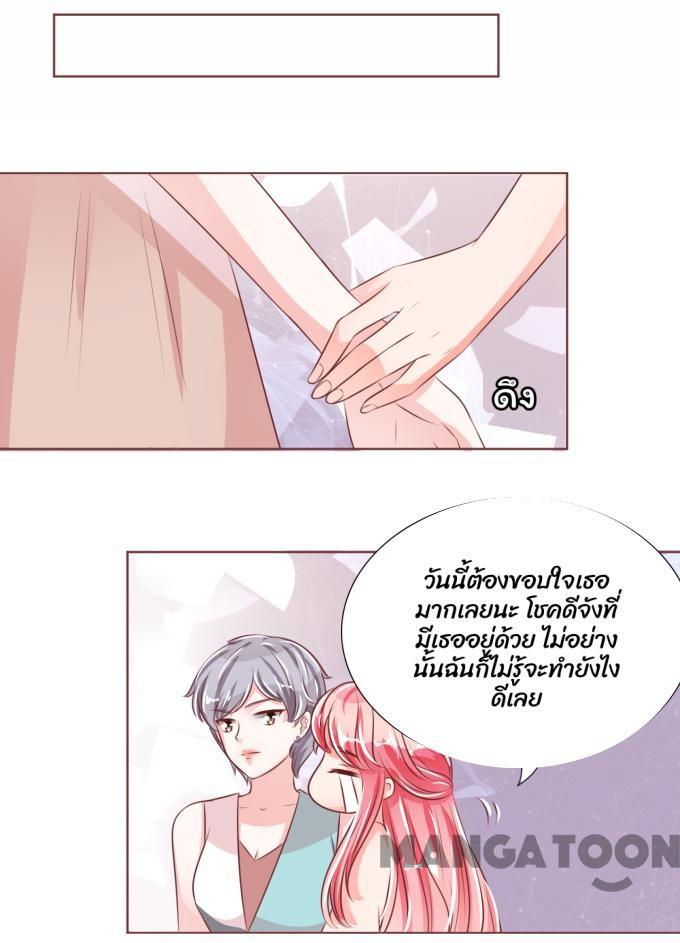 ดึง
วันนี้ต้องขอบใจเธอ
มากเลยนะ โชคดีจังที่
มีเธออยู่ด้วย ไม่อย่าง
นั้นฉันก็ไม่รู้จะทำยังไง
ดีเลย
MANGATOON